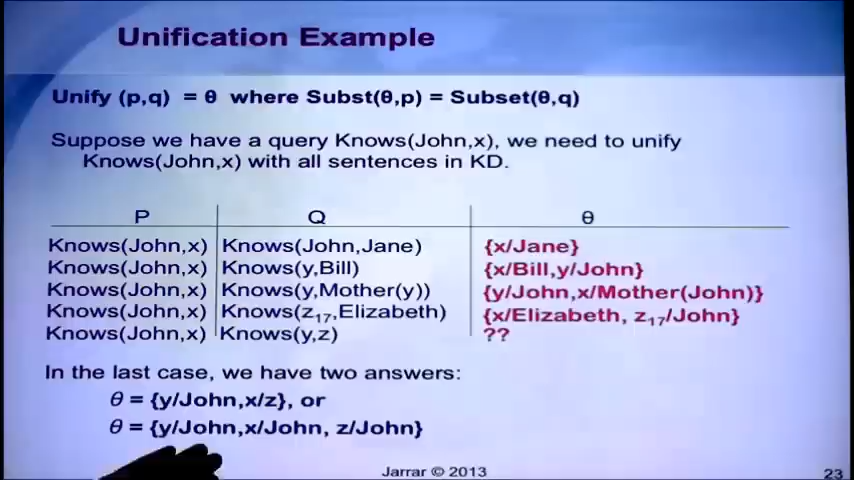 Unification Example
Unify (p,q) = θ where Subst(θ,p) = Subset(θ,q)
Suppose we have a query Knows(John,x), we need to unify
Knows(John,x) with all sentences in KD.
P Q θ
Knows(John,x) Knows(John,Jane) {x/Jane}
Knows(John,x) Knows(y,Bill) {x/Bill,y/John}
Knows(John,x) Knows(y,Mother(y)) {y/John,x/Mother(John)}
Knows(John,x) Knows(z₁₇,Elizabeth) {x/Elizabeth, z₁₇/John}
Knows(John,x) Knows(y,z) ??
In the last case, we have two answers:
θ = {y/John,x/z}, or
θ = {y/John,x/John, z/John}
Jarrar © 2013
23